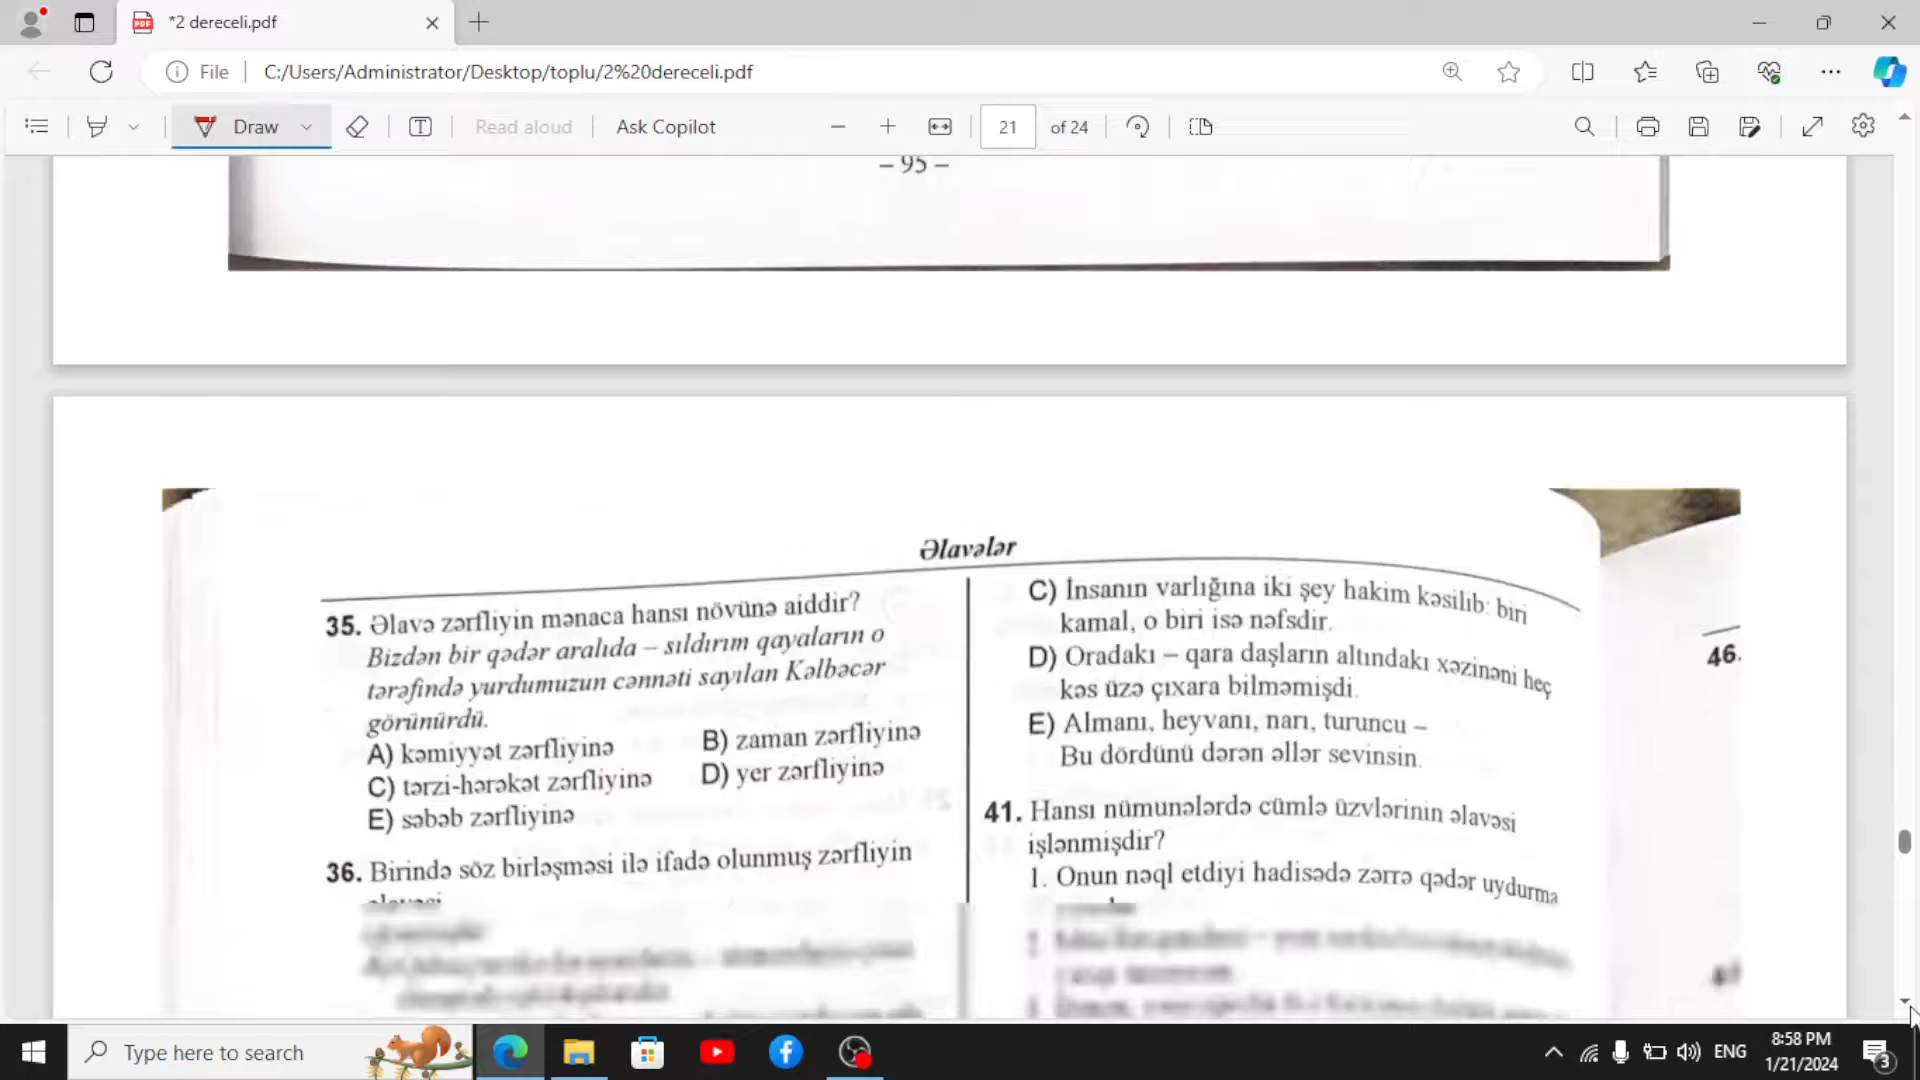 *2 dereceli.pdf
File
C:/Users/Administrator/Desktop/toplu/2%20dereceli.pdf
Draw
Read aloud
Ask Copilot
21
of 24
– 95 –
Əlavələr
35. Əlavə zərfliyin mənaca hansı növünə aiddir?
Bizdən bir qədər aralıda – sıldırım qayaların o
tərəfində yurdumuzun cənnəti sayılan Kəlbəcər
görünürdü.
A) kəmiyyət zərfliyinə
B) zaman zərfliyinə
C) tərzi-hərəkət zərfliyinə
D) yer zərfliyinə
E) səbəb zərfliyinə
36. Birində söz birləşməsi ilə ifadə olunmuş zərfliyin
C) İnsanın varlığına iki şey hakim kəsilib: biri
kamal, o biri isə nəfsdir.
D) Oradakı – qara daşların altındakı xəzinəni heç
kəs üzə çıxara bilməmişdi.
E) Almanı, heyvanı, narı, turuncu –
Bu dördünü dərən əllər sevinsin.
41. Hansı nümunələrdə cümlə üzvlərinin əlavəsi
işlənmişdir?
1. Onun nəql etdiyi hadisədə zərrə qədər uydurma
46.
Type here to search
ENG
8:58 PM
1/21/2024
3